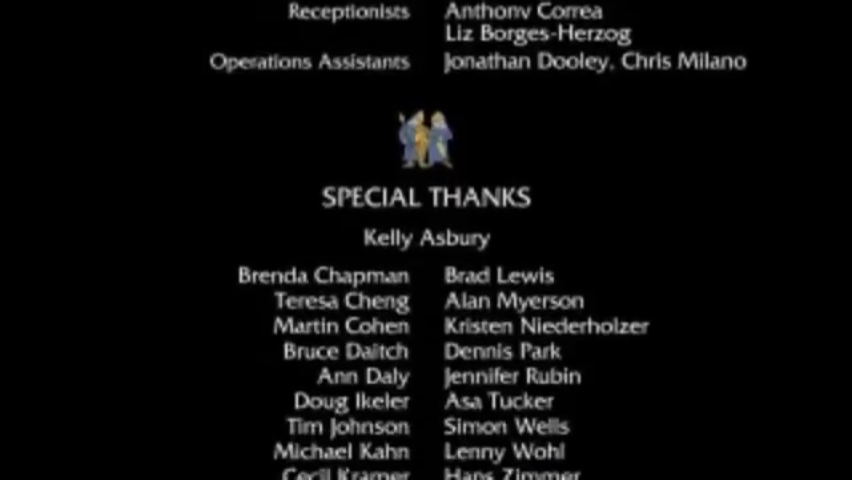 Receptionists Anthony Correa
Liz Borges-Herzog
Operations Assistants Jonathan Dooley, Chris Milano
SPECIAL THANKS
Kelly Asbury
Brenda Chapman Brad Lewis
Teresa Cheng Alan Myerson
Martin Cohen Kristen Niederholzer
Bruce Daitch Dennis Park
Ann Daly Jennifer Rubin
Doug Ikeler Asa Tucker
Tim Johnson Simon Wells
Michael Kahn Lenny Wohl
Cecil Kramer Hans Zimmer